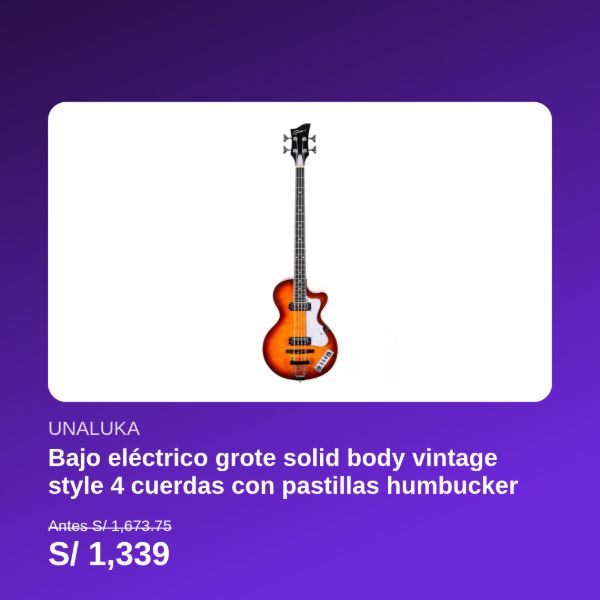 UNALUKA
Bajo eléctrico grote solid body vintage
style 4 cuerdas con pastillas humbucker
Antes S/ 1,673.75
S/ 1,339